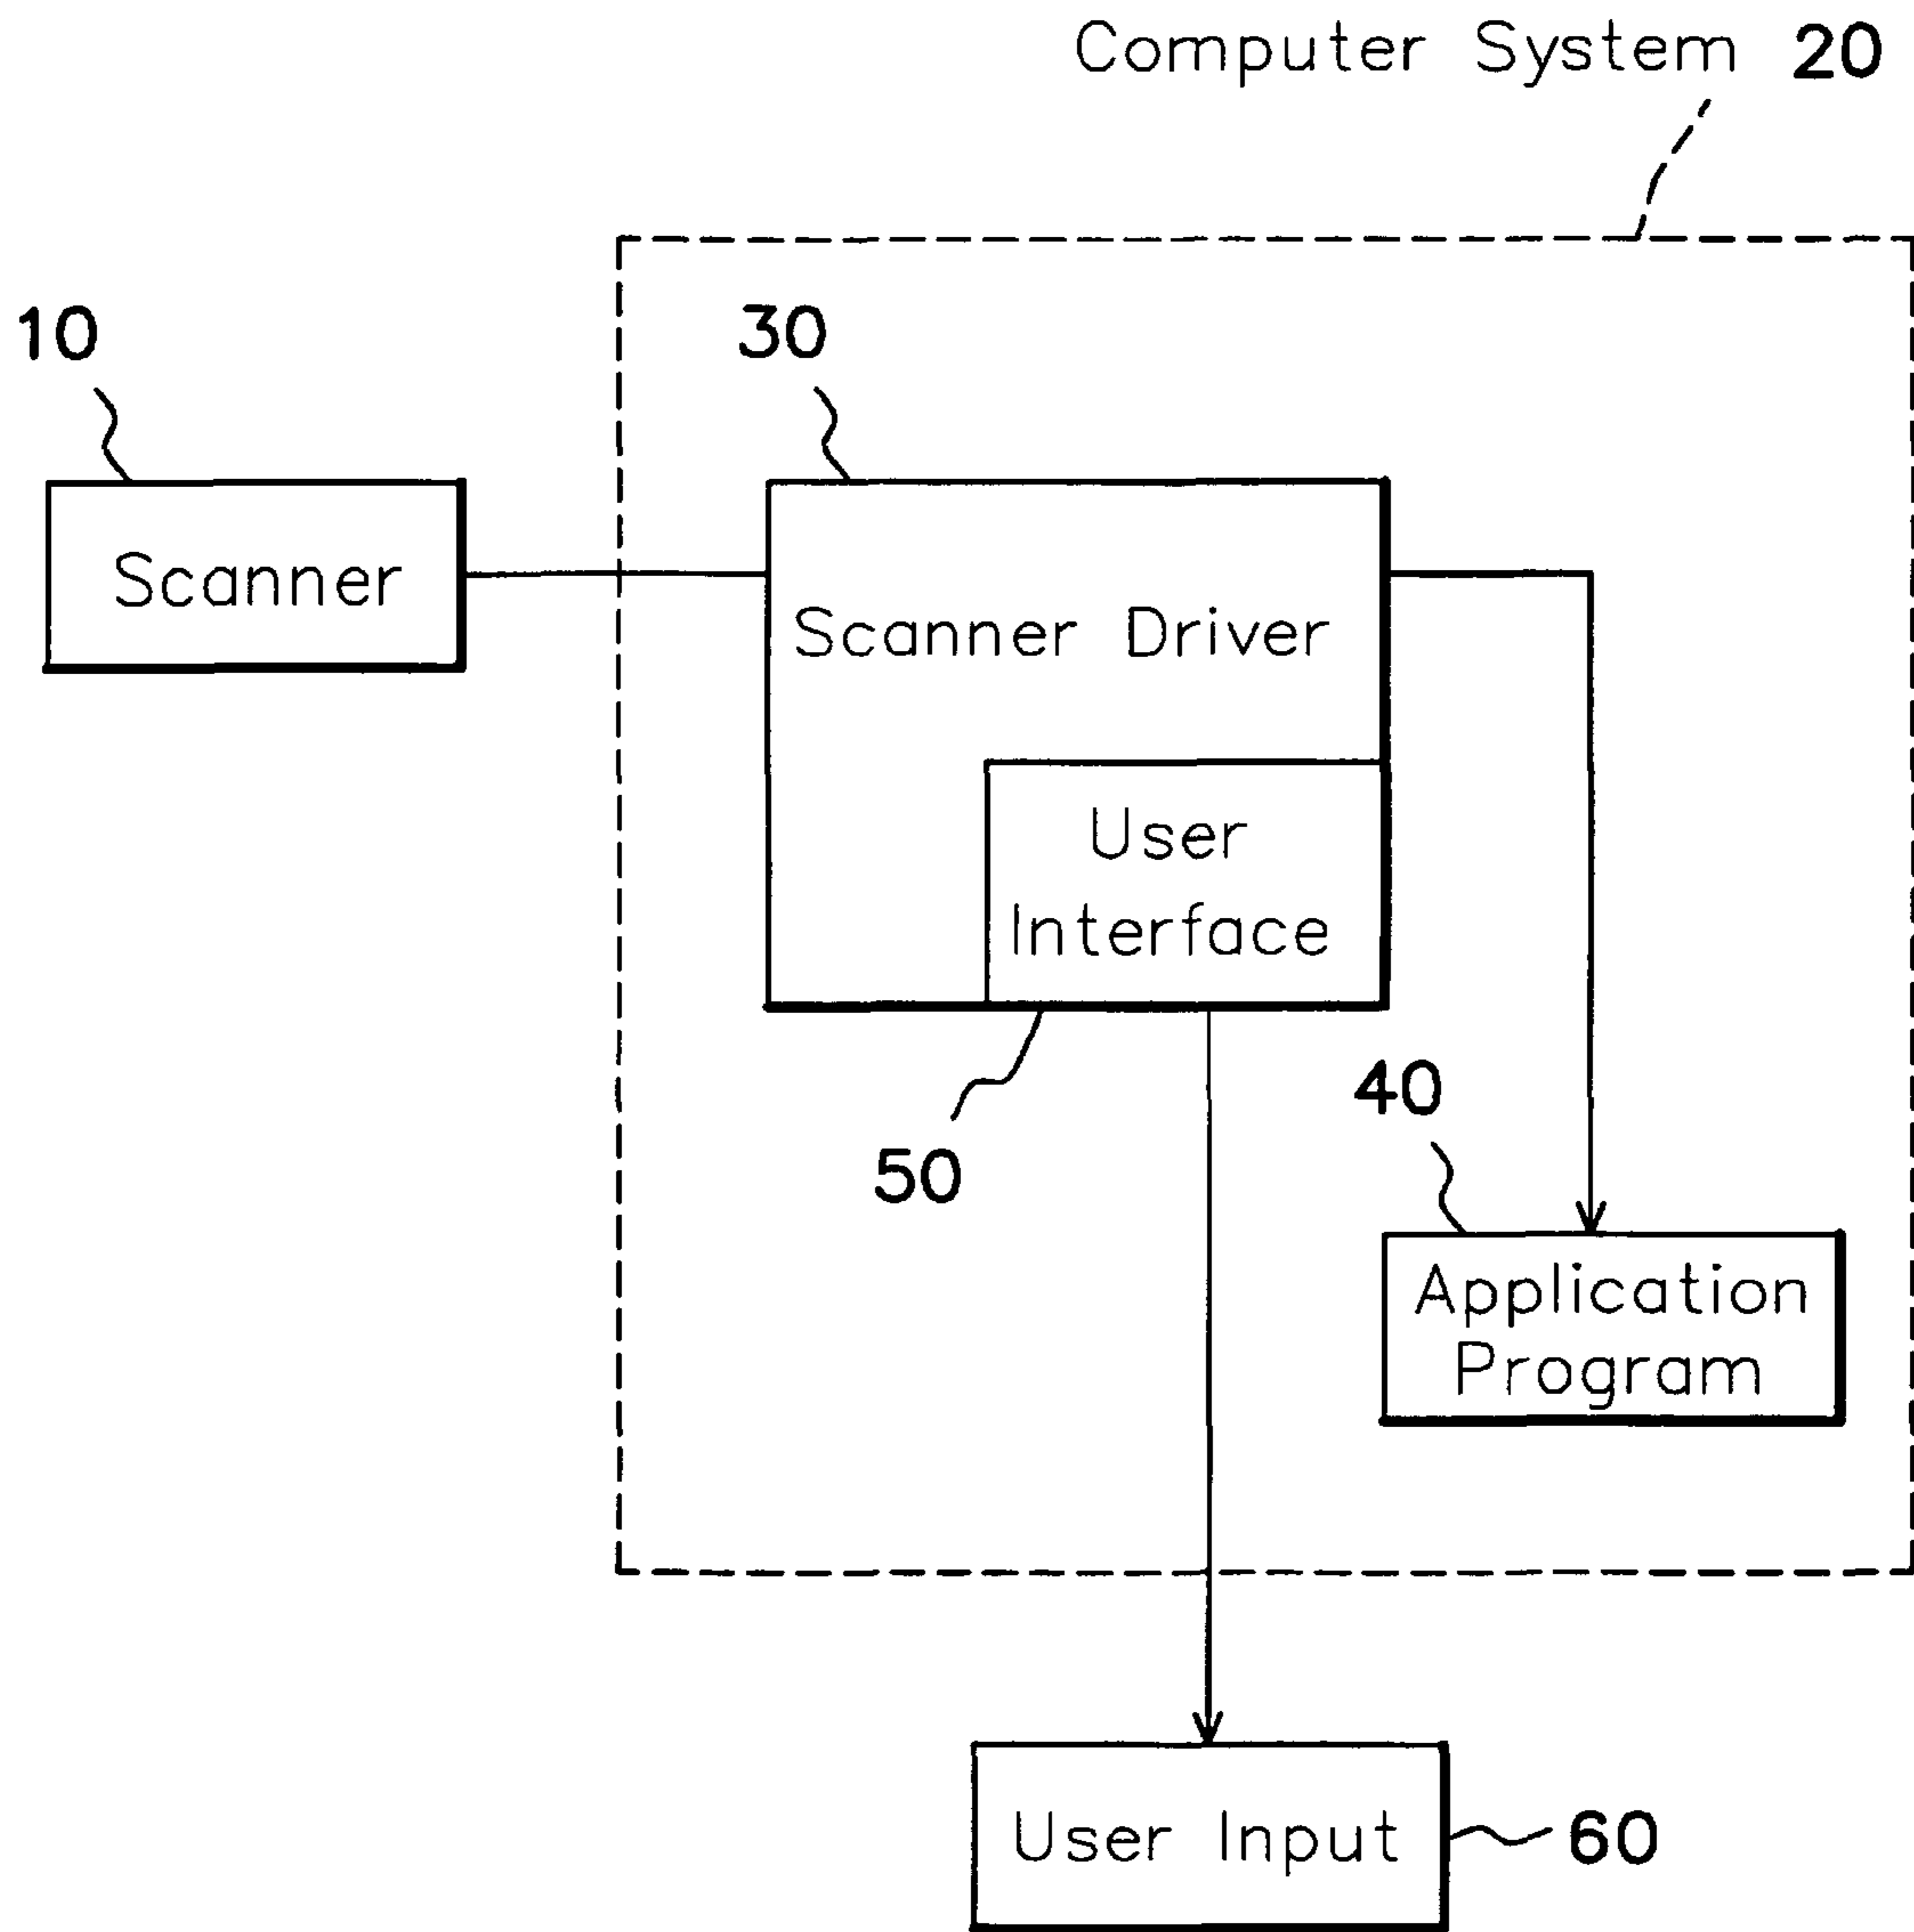 Computer System 20
10
30
Scanner
Scanner Driver
User
Interface
40
50
Application
Program
User Input
60